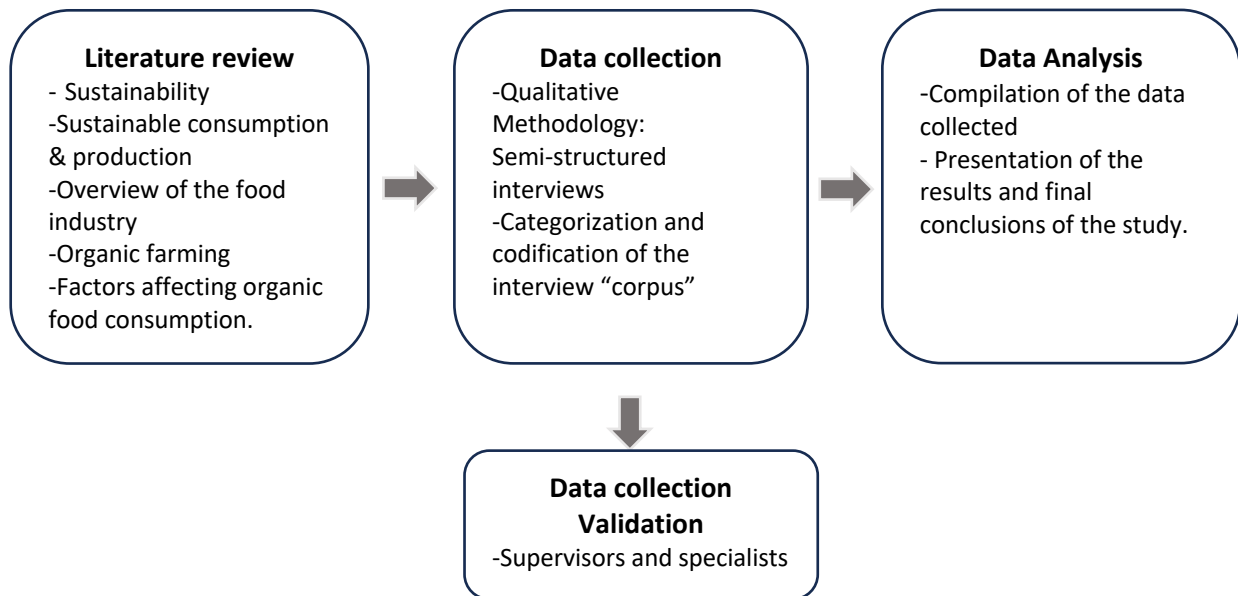 Literature review
- Sustainability
-Sustainable consumption
& production
-Overview of the food
industry
-Organic farming
-Factors affecting organic
food consumption.
Data collection
-Qualitative
Methodology:
Semi-structured
interviews
-Categorization and
codification of the
interview “corpus”
Data Analysis
-Compilation of the data
collected
- Presentation of the
results and final
conclusions of the study.
Data collection
Validation
-Supervisors and specialists